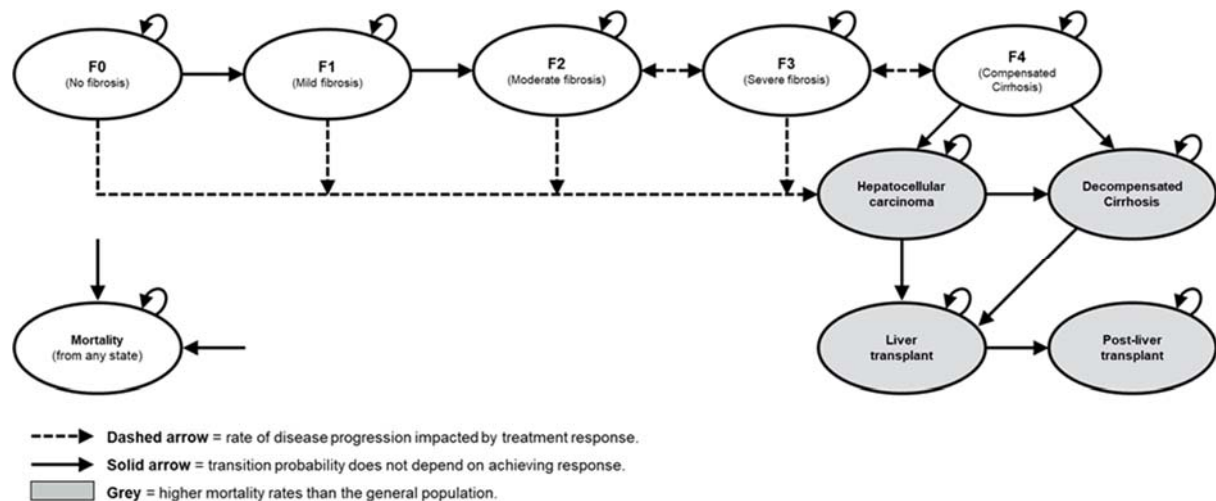 F0
(No fibrosis)
F1
(Mild fibrosis)
F2
(Moderate fibrosis)
F3
(Severe fibrosis)
F4
(Compensated
Cirrhosis)
Hepatocellular
carcinoma
Decompensated
Cirrhosis
Mortality
(from any state)
Liver
transplant
Post-liver
transplant
Dashed arrow = rate of disease progression impacted by treatment response.
Solid arrow = transition probability does not depend on achieving response.
Grey = higher mortality rates than the general population.